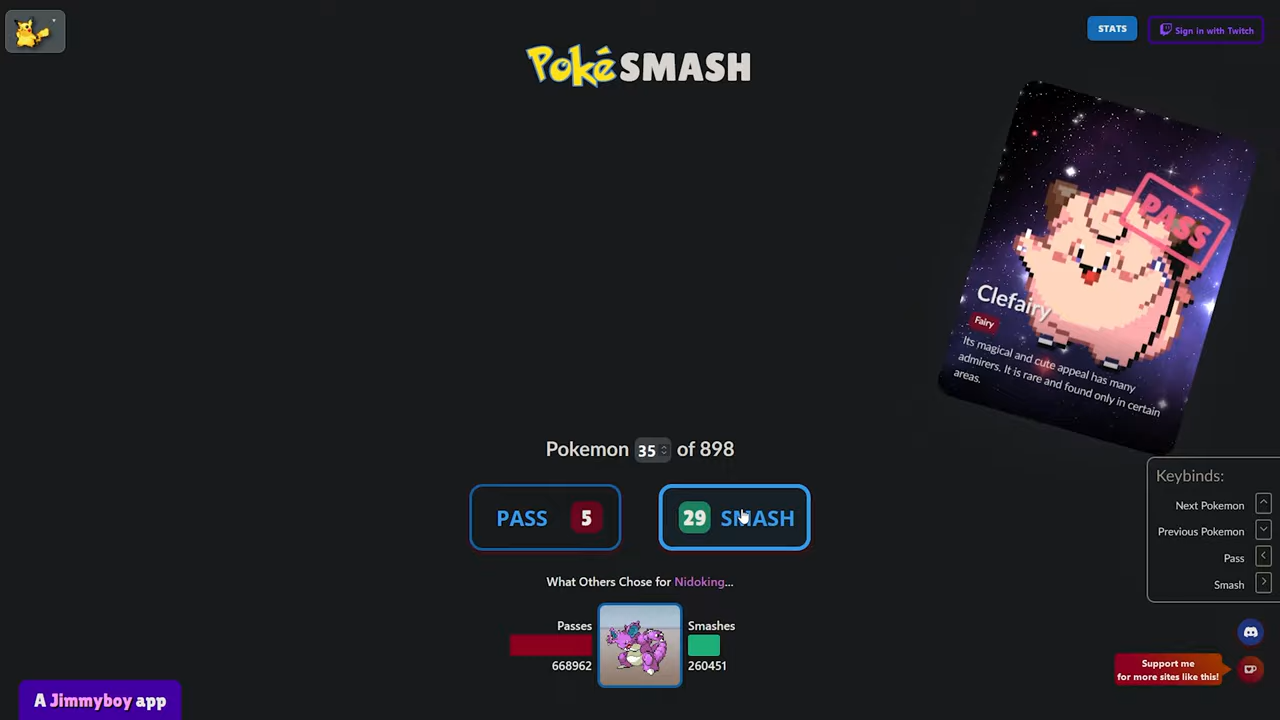 STATS
Sign in with Twitch
PokéSMASH
PASS
Clefairy
Fairy
Its magical and cute appeal has many
admirers. It is rare and found only in certain
areas.
Pokemon 35 of 898
PASS 5
29 SMASH
Keybinds:
Next Pokemon
Previous Pokemon
Pass
Smash
What Others Chose for Nidoking...
Passes
668962
Smashes
260451
Support me
for more sites like this!
A Jimmyboy app